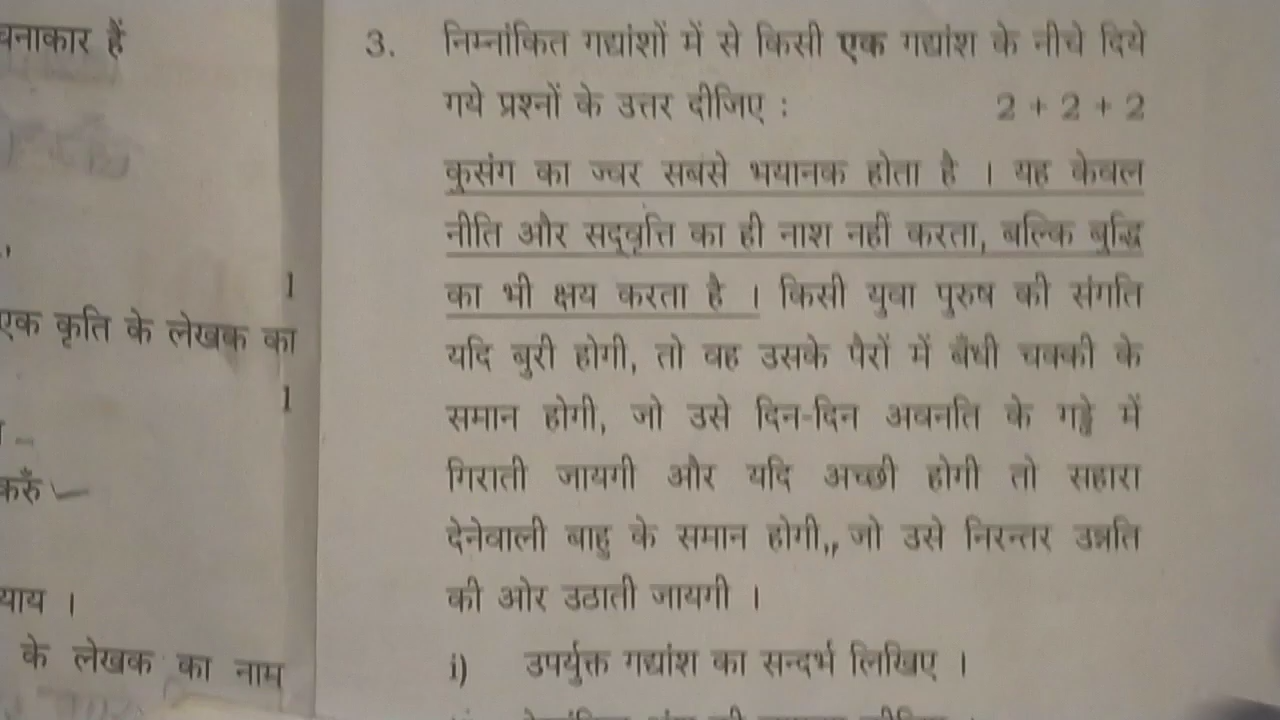 चनाकार हैं
1
एक कृति के लेखक का
1
करुँ
याय ।
के लेखक का नाम
3. निम्नांकित गद्यांशों में से किसी एक गद्यांश के नीचे दिये
गये प्रश्नों के उत्तर दीजिए : 2 + 2 + 2
कुसंग का ज्वर सबसे भयानक होता है । यह केवल
नीति और सद्वृत्ति का ही नाश नहीं करता, बल्कि बुद्धि
का भी क्षय करता है । किसी युवा पुरुष की संगति
यदि बुरी होगी, तो वह उसके पैरों में बँधी चक्की के
समान होगी, जो उसे दिन-दिन अवनति के गड्ढे में
गिराती जायगी और यदि अच्छी होगी तो सहारा
देनेवाली बाहु के समान होगी,, जो उसे निरन्तर उन्नति
की ओर उठाती जायगी ।
i) उपर्युक्त गद्यांश का सन्दर्भ लिखिए ।